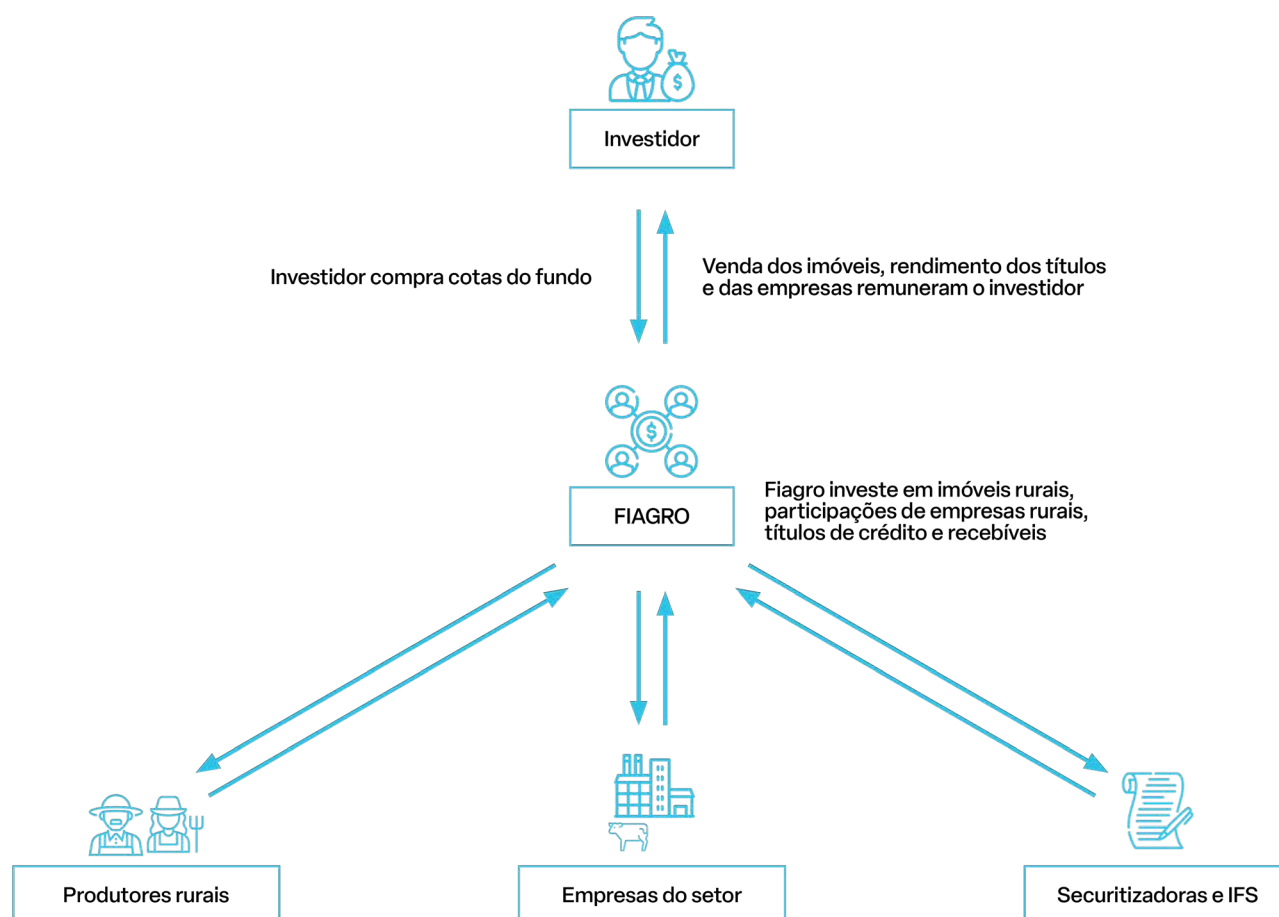 Investidor
Investidor compra cotas do fundo
Venda dos imóveis, rendimento dos títulos
e das empresas remuneram o investidor
FIAGRO
Fiagro investe em imóveis rurais,
participações de empresas rurais,
títulos de crédito e recebíveis
Produtores rurais
Empresas do setor
Securitizadoras e IFS